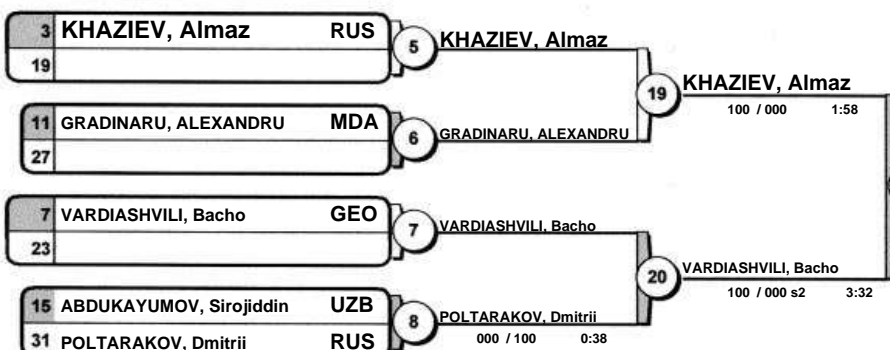 3 KHAZIEV, Almaz RUS
19
5
KHAZIEV, Almaz
11 GRADINARU, ALEXANDRU MDA
27
6
GRADINARU, ALEXANDRU
19
KHAZIEV, Almaz
100 / 000 1:58
7 VARDIASHVILI, Bacho GEO
23
7
VARDIASHVILI, Bacho
15 ABDUKAYUMOV, Sirojiddin UZB
31 POLTARAKOV, Dmitrii RUS
8
POLTARAKOV, Dmitrii
000 / 100 0:38
20
VARDIASHVILI, Bacho
100 / 000 s2 3:32